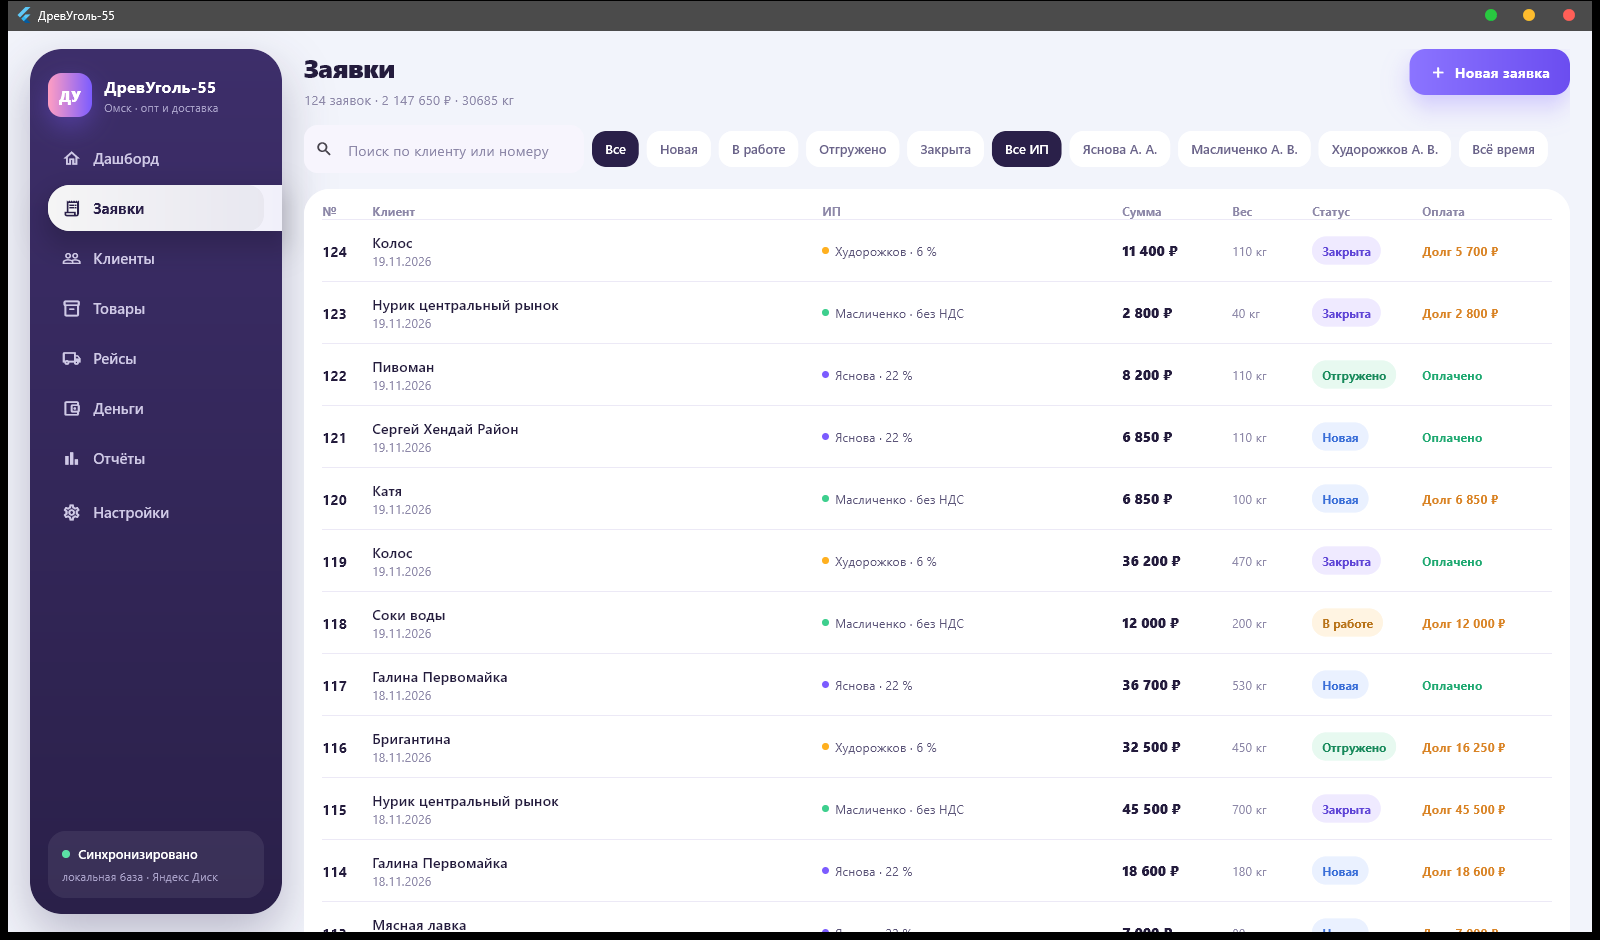 ДревУголь-55
ДУ
ДревУголь-55
Омск · опт и доставка
Дашборд
Заявки
Клиенты
Товары
Рейсы
Деньги
Отчёты
Настройки
Синхронизировано
локальная база · Яндекс Диск
Заявки
124 заявок · 2 147 650 ₽ · 30685 кг
+ Новая заявка
Поиск по клиенту или номеру
Все Новая В работе Отгружено Закрыта Все ИП Яснова А. А. Масличенко А. В. Худорожков А. В. Всё время
№ Клиент ИП Сумма Вес Статус Оплата
124 Колос Худорожков · 6 % 11 400 ₽ 110 кг Закрыта Долг 5 700 ₽
19.11.2026
123 Нурик центральный рынок Масличенко · без НДС 2 800 ₽ 40 кг Закрыта Долг 2 800 ₽
19.11.2026
122 Пивоман Яснова · 22 % 8 200 ₽ 110 кг Отгружено Оплачено
19.11.2026
121 Сергей Хендай Район Яснова · 22 % 6 850 ₽ 110 кг Новая Оплачено
19.11.2026
120 Катя Масличенко · без НДС 6 850 ₽ 100 кг Новая Долг 6 850 ₽
19.11.2026
119 Колос Худорожков · 6 % 36 200 ₽ 470 кг Закрыта Оплачено
19.11.2026
118 Соки воды Масличенко · без НДС 12 000 ₽ 200 кг В работе Долг 12 000 ₽
19.11.2026
117 Галина Первомайка Яснова · 22 % 36 700 ₽ 530 кг Новая Оплачено
18.11.2026
116 Бригантина Худорожков · 6 % 32 500 ₽ 450 кг Отгружено Долг 16 250 ₽
18.11.2026
115 Нурик центральный рынок Масличенко · без НДС 45 500 ₽ 700 кг Закрыта Долг 45 500 ₽
18.11.2026
114 Галина Первомайка Яснова · 22 % 18 600 ₽ 180 кг Новая Долг 18 600 ₽
18.11.2026
Мясная лавка